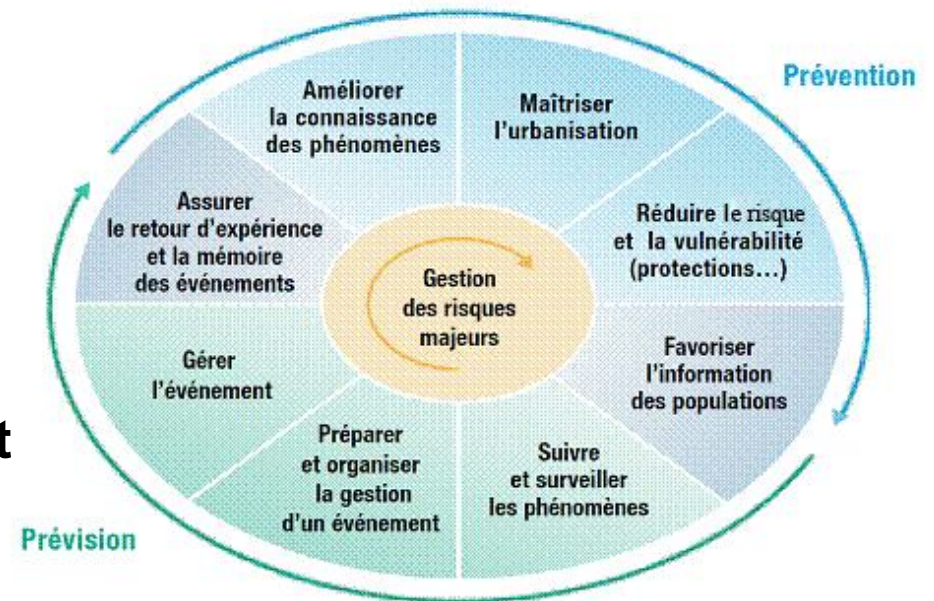 Prévention
Améliorer
la connaissance
des phénomènes
Maîtriser
l'urbanisation
Réduire le risque
et la vulnérabilité
(protections…)
Favoriser
l'information
des populations
Suivre
et surveiller
les phénomènes
Préparer
et organiser
la gestion
d'un événement
Gérer
l'événement
Assurer
le retour d'expérience
et la mémoire
des événements
Gestion
des risques
majeurs
t
Prévision